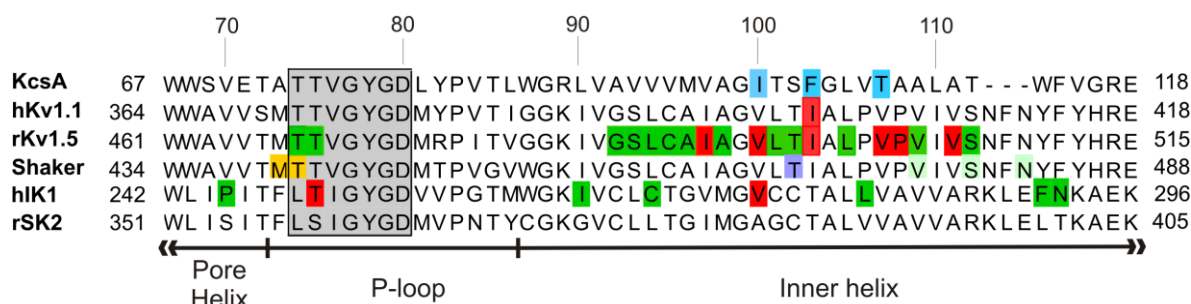 70 80 90 100 110
KcsA 67 WWSVETATTVGYGDLYPVTLWGRLVAVVVMVAGITSFGLVTAALAT---WFVGRE 118
hKv1.1 364 WWAVVSMTTVGYGDMYPVTIGGKIVGSLCAIAGVLTIALPVPVIVSNFNYFYHRE 418
rKv1.5 461 WWAVVTMTTVGYGDMRPITVGGKIVGSLCAIAGVLTIALPVPVIVSNFNYFYHRE 515
Shaker 434 WWAVVTMTTVGYGDMTPVGVWGKIVGSLCAIAGVLTIALPVPVIVSNFNYFYHRE 488
hIK1 242 WLIPITFLTIGYGDVVPGTMWGKIVCLCTGVMGVCCTALLVAVVARKLEFNKAEK 296
rSK2 351 WLISITFLSIGYGDMVPNTYCGKGVCLLTGIMGAGCTALVVAVVARKLELTKAEK 405
Pore Helix P-loop Inner helix